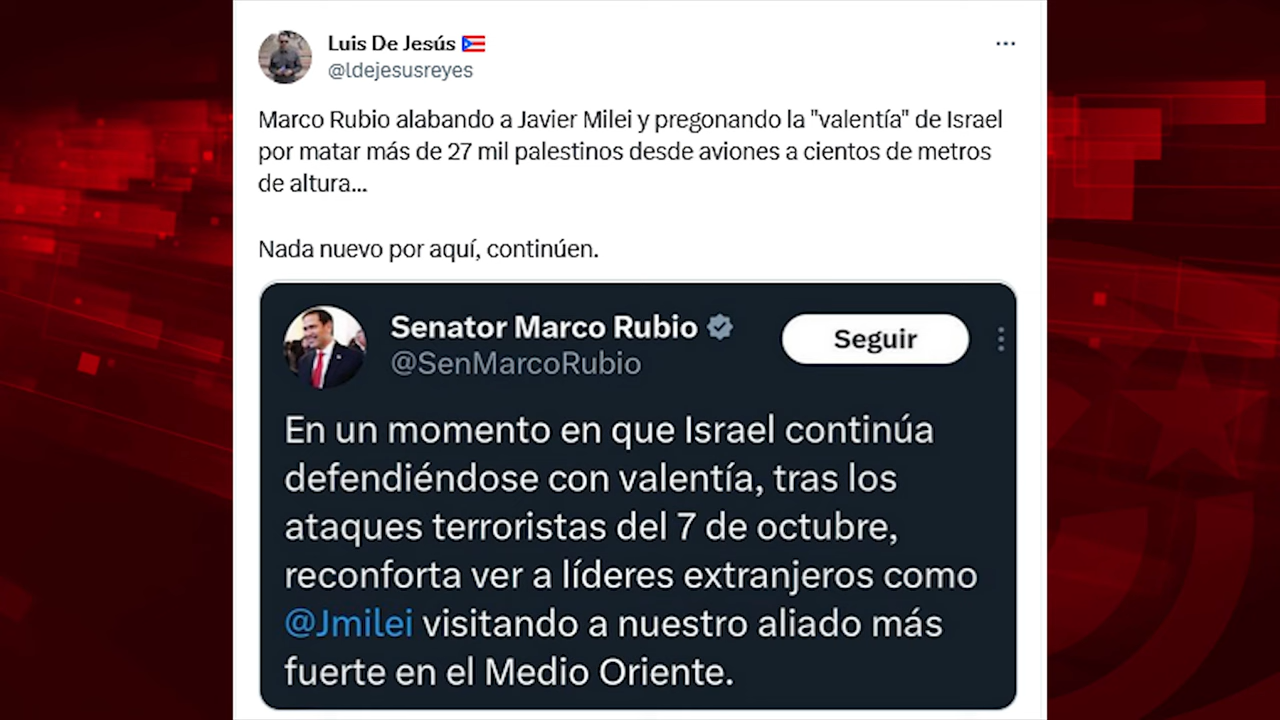 Luis De Jesús
@ldejesusreyes
Marco Rubio alabando a Javier Milei y pregonando la "valentía" de Israel
por matar más de 27 mil palestinos desde aviones a cientos de metros
de altura...
Nada nuevo por aquí, continúen.
Senator Marco Rubio
@SenMarcoRubio
Seguir
En un momento en que Israel continúa
defendiéndose con valentía, tras los
ataques terroristas del 7 de octubre,
reconforta ver a líderes extranjeros como
@Jmilei visitando a nuestro aliado más
fuerte en el Medio Oriente.